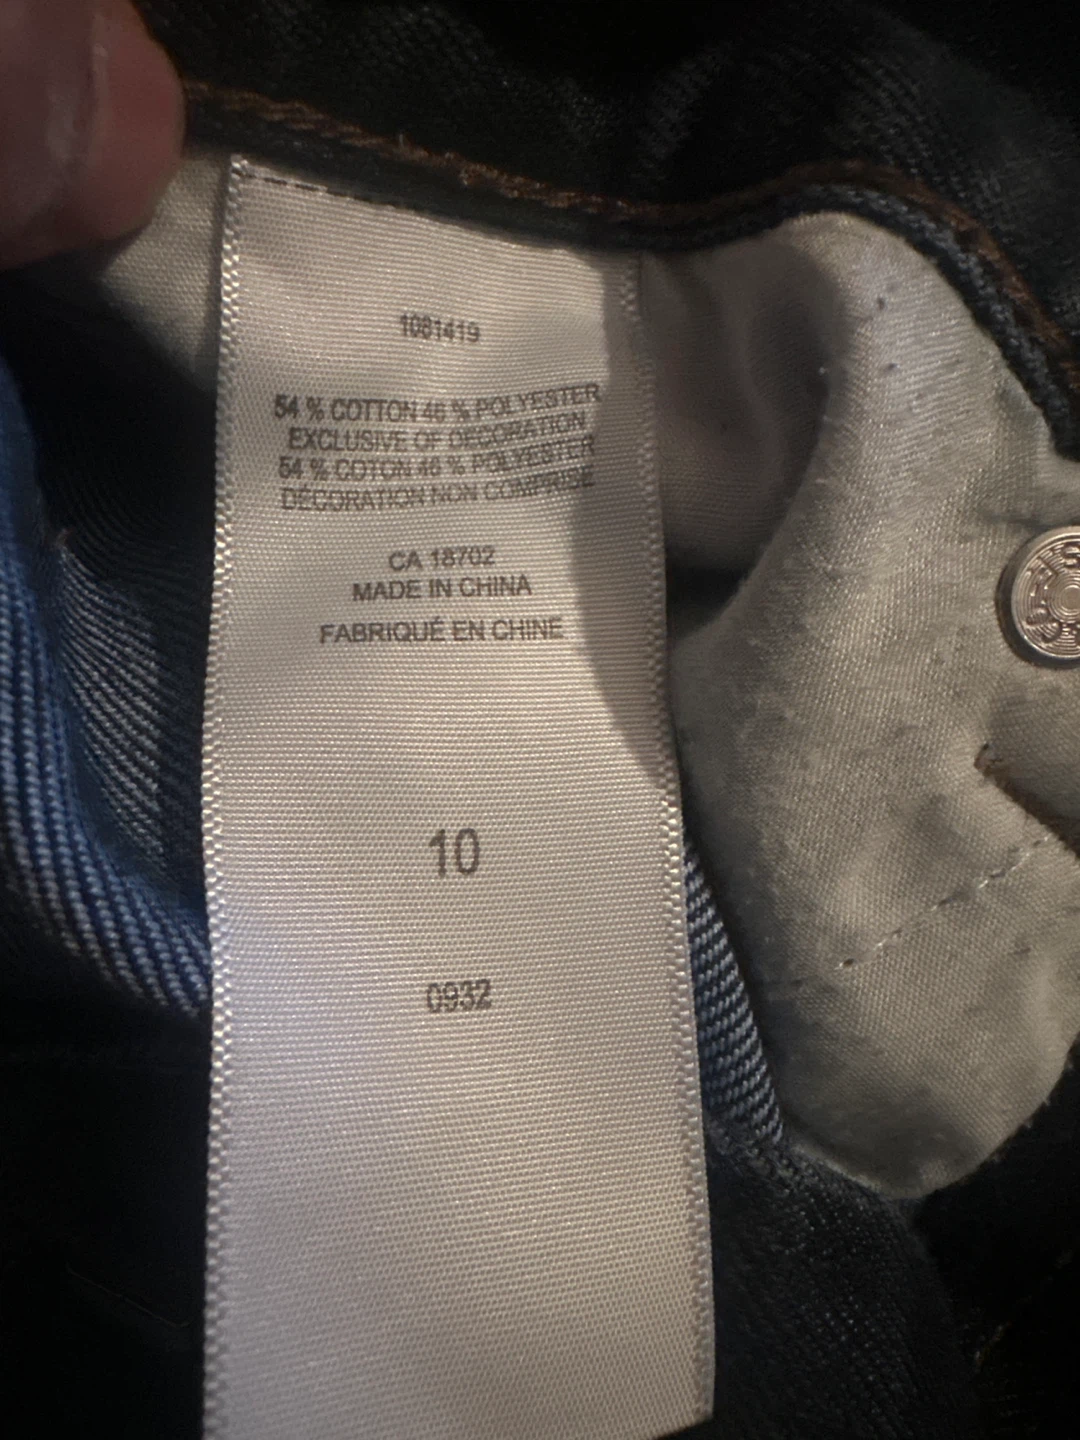 1081419
54 % COTTON 46 % POLYESTER
EXCLUSIVE OF DECORATION
54 % COTON 46 % POLYESTER
DÉCORATION NON COMPRISE
CA 18702
MADE IN CHINA
FABRIQUÉ EN CHINE
10
0932